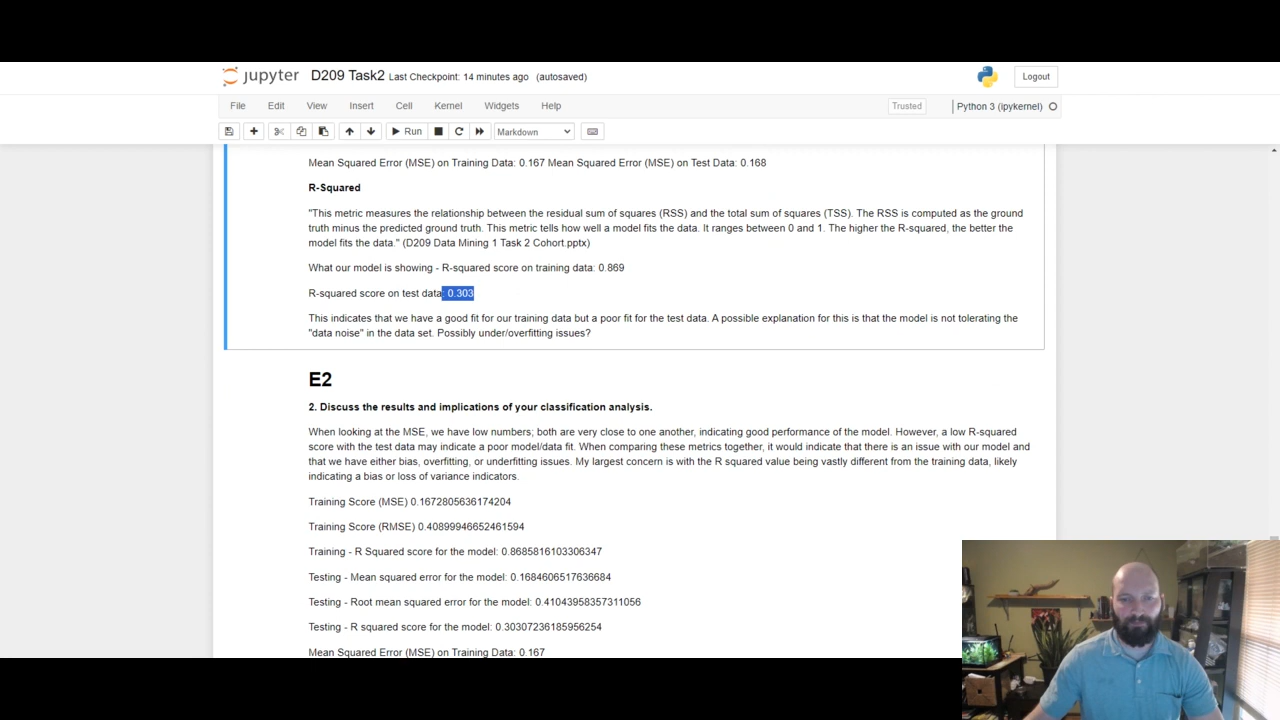 jupyter D209 Task2 Last Checkpoint: 14 minutes ago (autosaved) Logout
File Edit View Insert Cell Kernel Widgets Help Trusted Python 3 (ipykernel)
Run Markdown
Mean Squared Error (MSE) on Training Data: 0.167 Mean Squared Error (MSE) on Test Data: 0.168
R-Squared
"This metric measures the relationship between the residual sum of squares (RSS) and the total sum of squares (TSS). The RSS is computed as the ground
truth minus the predicted ground truth. This metric tells how well a model fits the data. It ranges between 0 and 1. The higher the R-squared, the better the
model fits the data." (D209 Data Mining 1 Task 2 Cohort.pptx)
What our model is showing - R-squared score on training data: 0.869
R-squared score on test data: 0.303
This indicates that we have a good fit for our training data but a poor fit for the test data. A possible explanation for this is that the model is not tolerating the
"data noise" in the data set. Possibly under/overfitting issues?
E2
2. Discuss the results and implications of your classification analysis.
When looking at the MSE, we have low numbers; both are very close to one another, indicating good performance of the model. However, a low R-squared
score with the test data may indicate a poor model/data fit. When comparing these metrics together, it would indicate that there is an issue with our model and
that we have either bias, overfitting, or underfitting issues. My largest concern is with the R squared value being vastly different from the training data, likely
indicating a bias or loss of variance indicators.
Training Score (MSE) 0.1672805636174204
Training Score (RMSE) 0.40899946652461594
Training - R Squared score for the model: 0.8685816103306347
Testing - Mean squared error for the model: 0.1684606517636684
Testing - Root mean squared error for the model: 0.41043958357311056
Testing - R squared score for the model: 0.30307236185956254
Mean Squared Error (MSE) on Training Data: 0.167